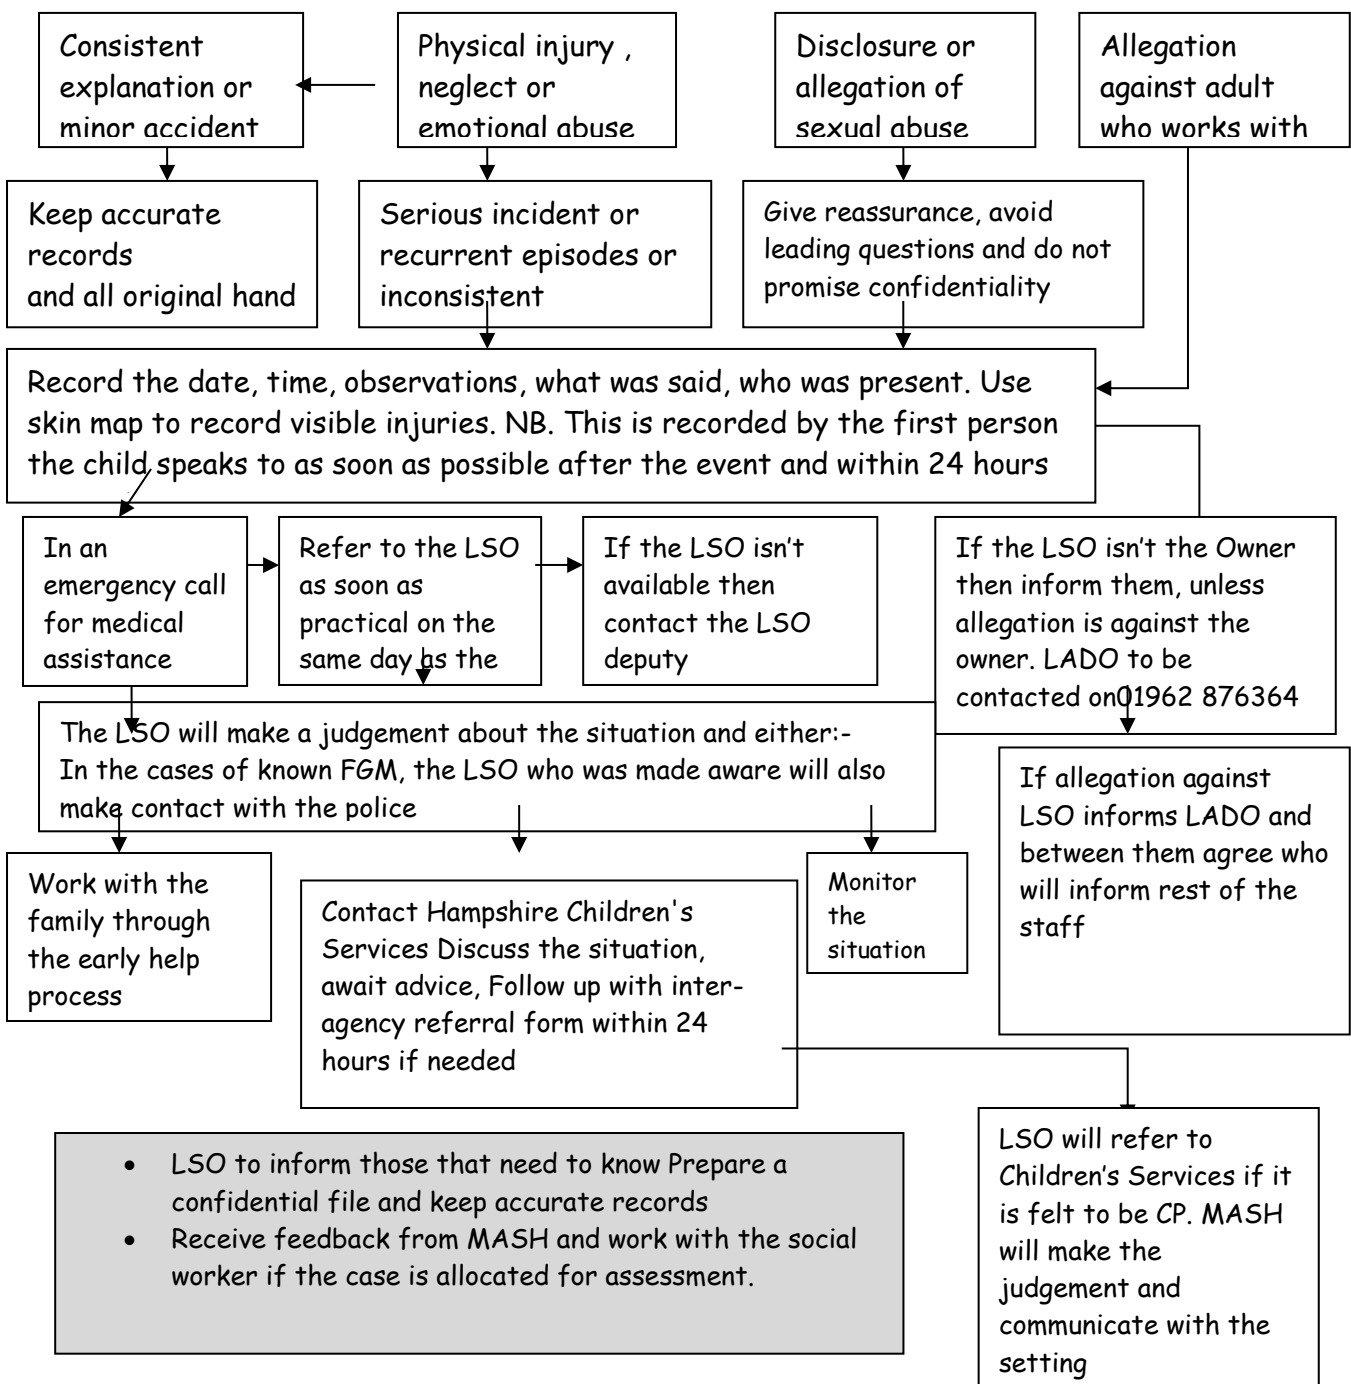 Consistent
explanation or
minor accident
Physical injury ,
neglect or
emotional abuse
Disclosure or
allegation of
sexual abuse
Allegation
against adult
who works with
Keep accurate
records
and all original hand
Serious incident or
recurrent episodes or
inconsistent
Give reassurance, avoid
leading questions and do not
promise confidentiality
Record the date, time, observations, what was said, who was present. Use
skin map to record visible injuries. NB. This is recorded by the first person
the child speaks to as soon as possible after the event and within 24 hours
In an
emergency call
for medical
assistance
Refer to the LSO
as soon as
practical on the
same day as the
If the LSO isn't
available then
contact the LSO
deputy
If the LSO isn't the Owner
then inform them, unless
allegation is against the
owner. LADO to be
contacted on01962 876364
The LSO will make a judgement about the situation and either:-
In the cases of known FGM, the LSO who was made aware will also
make contact with the police
If allegation against
LSO informs LADO and
between them agree who
will inform rest of the
staff
Work with the
family through
the early help
process
Contact Hampshire Children's
Services Discuss the situation,
await advice, Follow up with inter-
agency referral form within 24
hours if needed
Monitor
the
situation
LSO will refer to
Children's Services if it
is felt to be CP. MASH
will make the
judgement and
communicate with the
setting
• LSO to inform those that need to know Prepare a
confidential file and keep accurate records
• Receive feedback from MASH and work with the social
worker if the case is allocated for assessment.